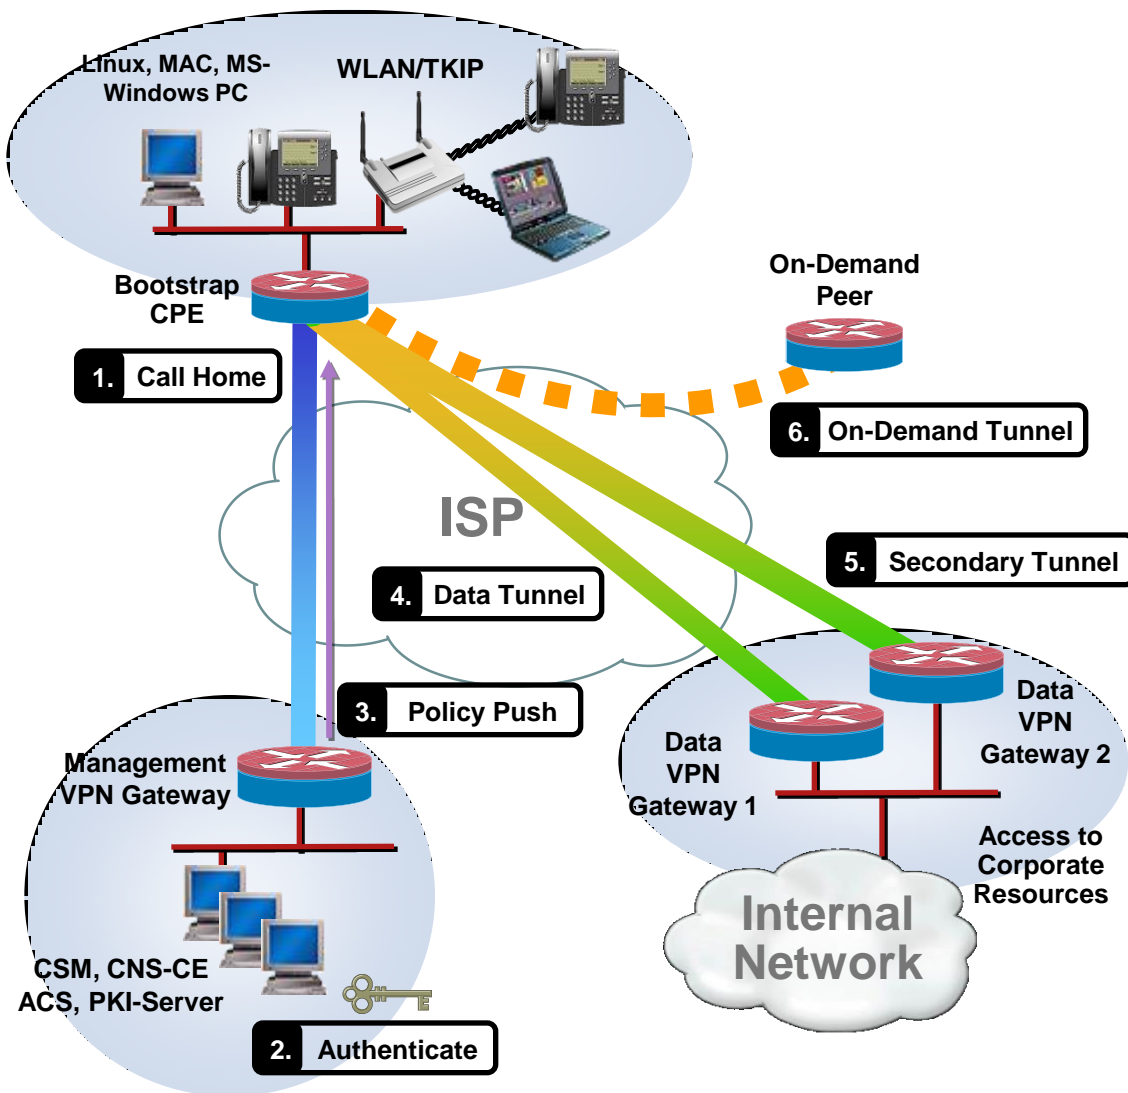 Linux, MAC, MS-
Windows PC
WLAN/TKIP
Bootstrap
CPE
On-Demand
Peer
1. Call Home
6. On-Demand Tunnel
ISP
5. Secondary Tunnel
4. Data Tunnel
3. Policy Push
Data
VPN
Gateway 2
Data
VPN
Gateway 1
Management
VPN Gateway
Access to
Corporate
Resources
Internal
Network
CSM, CNS-CE
ACS, PKI-Server
2. Authenticate